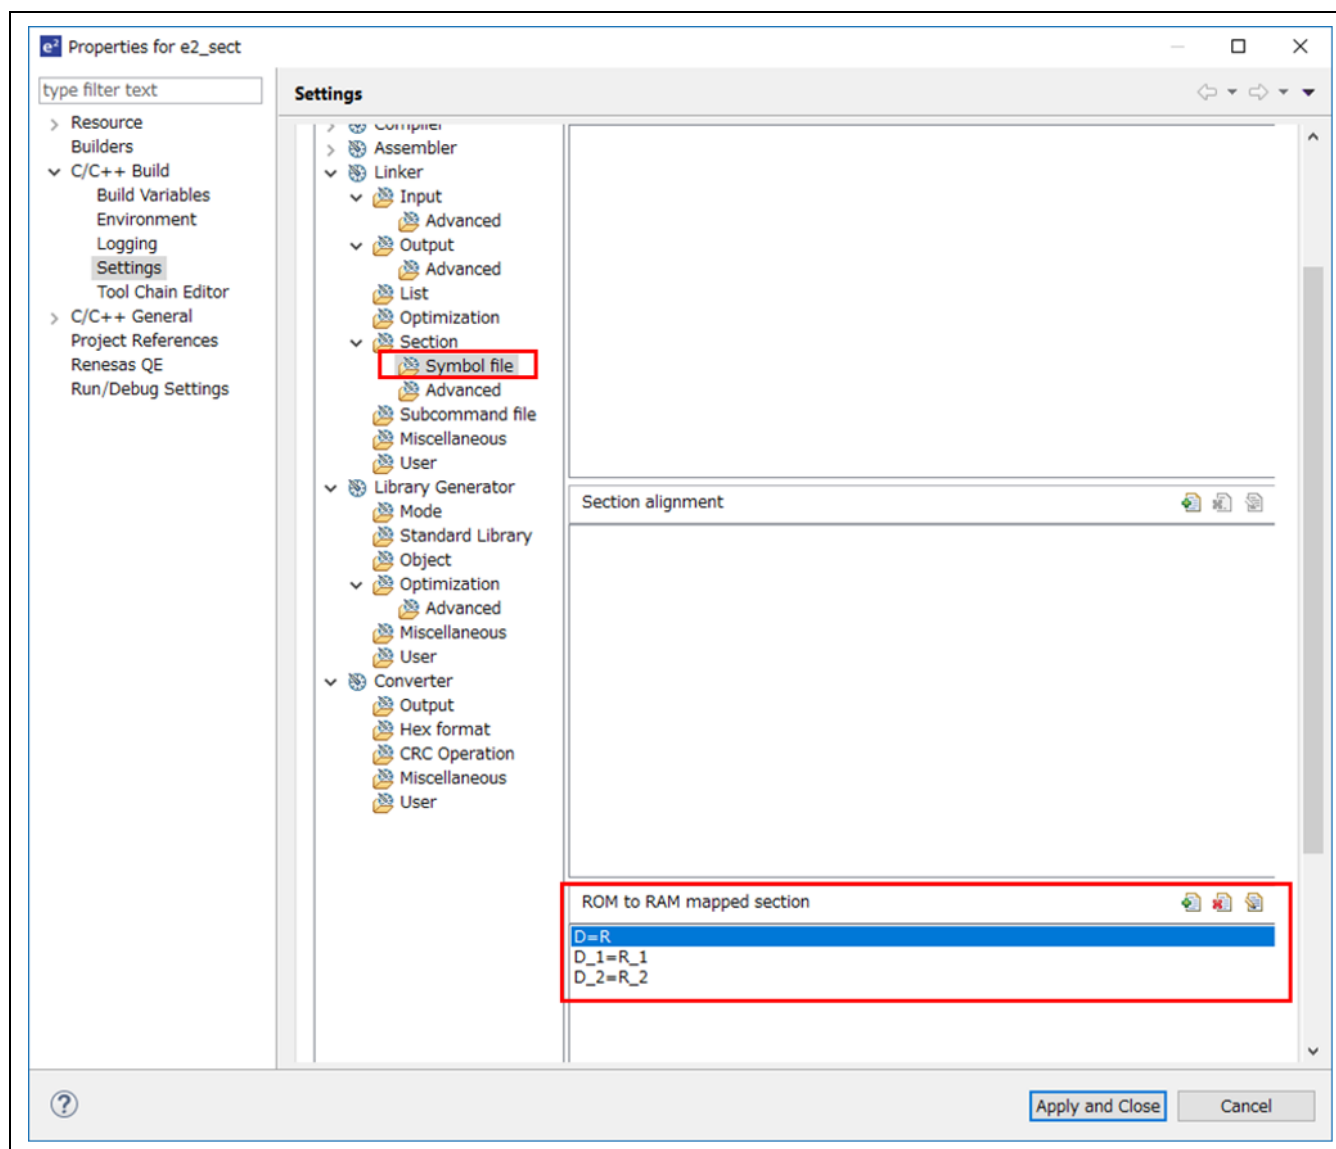 e² Properties for e2_sect
type filter text
Resource
Builders
C/C++ Build
Build Variables
Environment
Logging
Settings
Tool Chain Editor
C/C++ General
Project References
Renesas QE
Run/Debug Settings
Settings
Compiler
Assembler
Linker
Input
Advanced
Output
Advanced
List
Optimization
Section
Symbol file
Advanced
Subcommand file
Miscellaneous
User
Library Generator
Mode
Standard Library
Object
Optimization
Advanced
Miscellaneous
User
Converter
Output
Hex format
CRC Operation
Miscellaneous
User
Section alignment
ROM to RAM mapped section
D=R
D_1=R_1
D_2=R_2
?
Apply and Close
Cancel